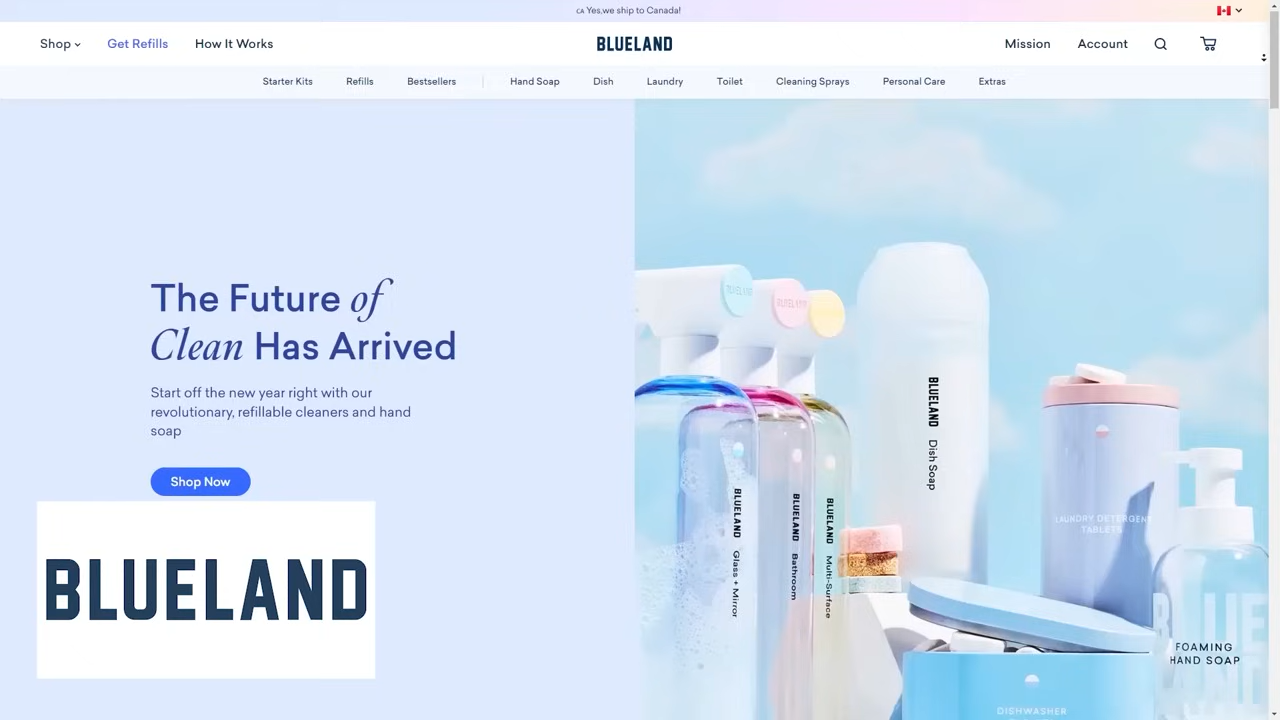 CA Yes,we ship to Canada!
Shop
Get Refills
How It Works
BLUELAND
Mission
Account
Starter Kits
Refills
Bestsellers
Hand Soap
Dish
Laundry
Toilet
Cleaning Sprays
Personal Care
Extras
The Future of
Clean Has Arrived
Start off the new year right with our
revolutionary, refillable cleaners and hand
soap
Shop Now
BLUELAND
BLUELAND Glass + Mirror
BLUELAND Bathroom
BLUELAND Multi-Surface
BLUELAND Dish Soap
LAUNDRY DETERGENT
TABLETS
FOAMING
HAND SOAP
DISHWASHER